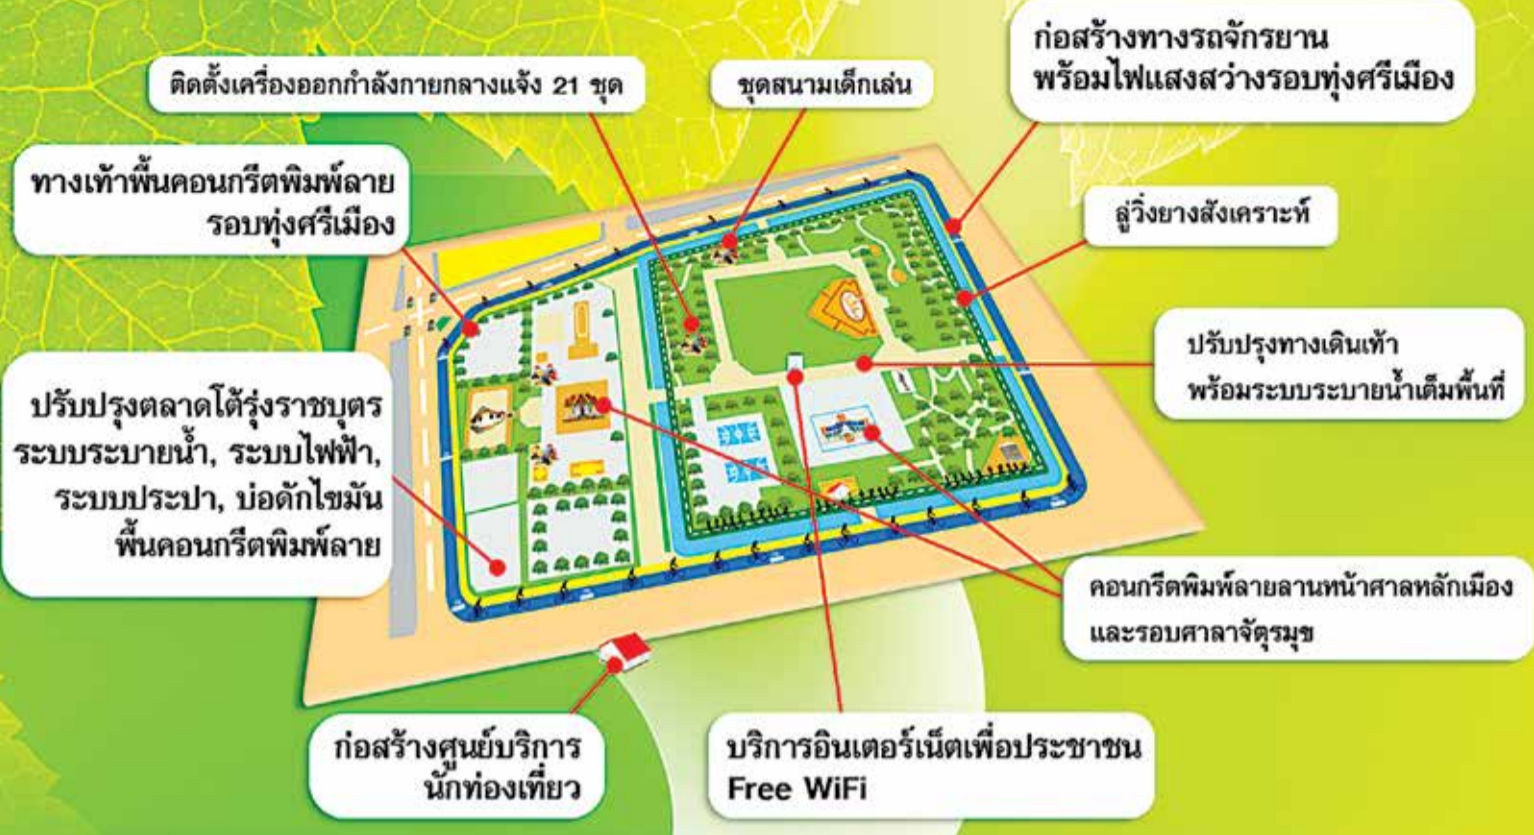 ก่อสร้างทางรถจักรยาน
พร้อมไฟแสงสว่างรอบทุ่งศรีเมือง
ติดตั้งเครื่องออกกำลังกายกลางแจ้ง 21 ชุด
ชุดสนามเด็กเล่น
ทางเท้าพื้นคอนกรีตพิมพ์ลาย
รอบทุ่งศรีเมือง
ลู่วิ่งยางสังเคราะห์
ปรับปรุงทางเดินเท้า
พร้อมระบบระบายน้ำเต็มพื้นที่
ปรับปรุงตลาดโต้รุ่งราชบุตร
ระบบระบายน้ำ, ระบบไฟฟ้า,
ระบบประปา, บ่อดักไขมัน
พื้นคอนกรีตพิมพ์ลาย
คอนกรีตพิมพ์ลายลานหน้าศาลหลักเมือง
และรอบศาลาจัตุรมุข
ก่อสร้างศูนย์บริการ
นักท่องเที่ยว
บริการอินเตอร์เน็ตเพื่อประชาชน
Free WiFi